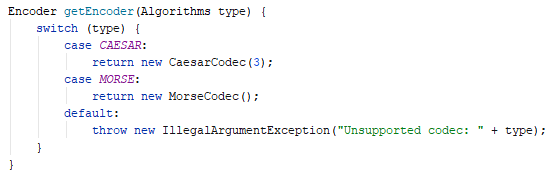 Encoder getEncoder(Algorithms type) {
    switch (type) {
        case CAESAR:
            return new CaesarCodec(3);
        case MORSE:
            return new MorseCodec();
        default:
            throw new IllegalArgumentException("Unsupported codec: " + type);
    }
}